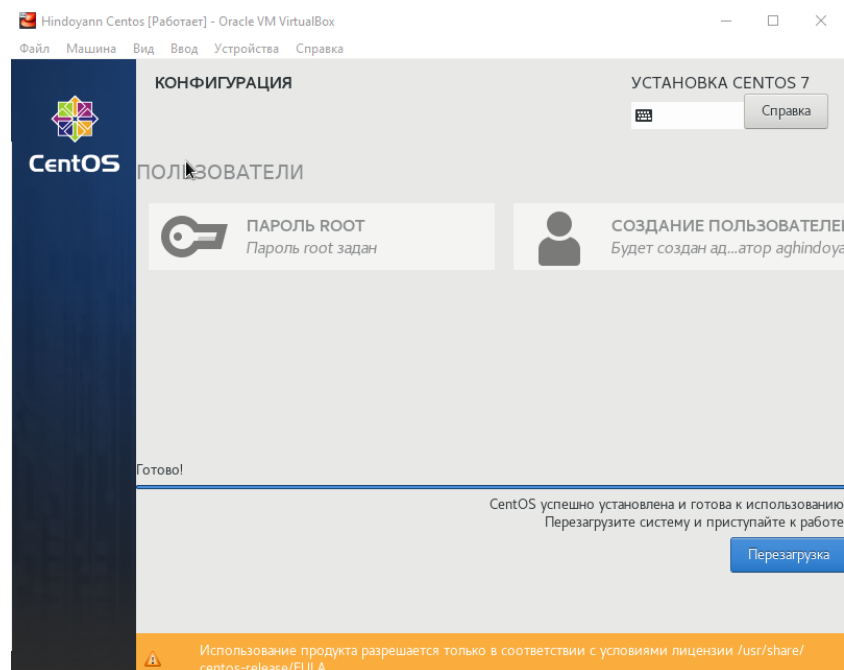 Hindoyann Centos [Работает] - Oracle VM VirtualBox
Файл Машина Вид Ввод Устройства Справка
КОНФИГУРАЦИЯ
УСТАНОВКА CENTOS 7
Справка
CentOS
ПОЛЬЗОВАТЕЛИ
ПАРОЛЬ ROOT
Пароль root задан
СОЗДАНИЕ ПОЛЬЗОВАТЕЛЕ
Будет создан ад...атор aghindoya
Готово!
CentOS успешно установлена и готова к использованию
Перезагрузите систему и приступайте к работе
Перезагрузка
Использование продукта разрешается только в соответствии с условиями лицензии /usr/share/
centos-release/EULA